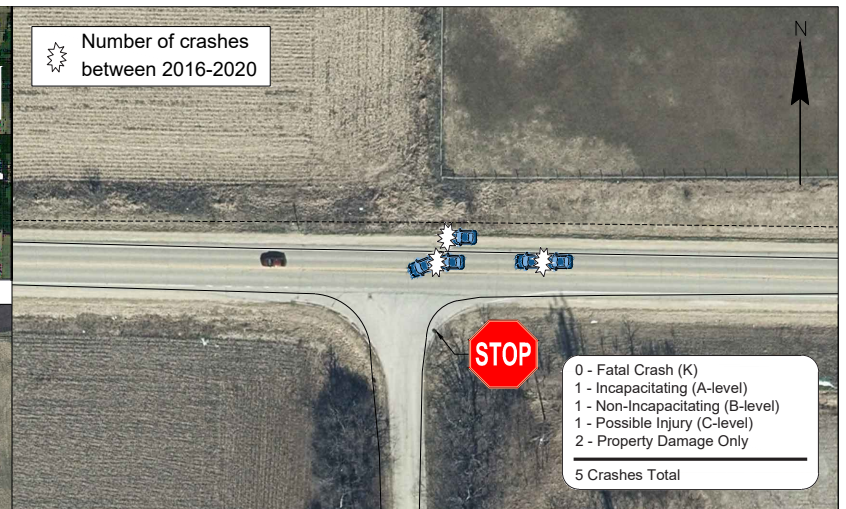 Number of crashes
between 2016-2020
N
STOP
0 - Fatal Crash (K)
1 - Incapacitating (A-level)
1 - Non-Incapacitating (B-level)
1 - Possible Injury (C-level)
2 - Property Damage Only
5 Crashes Total